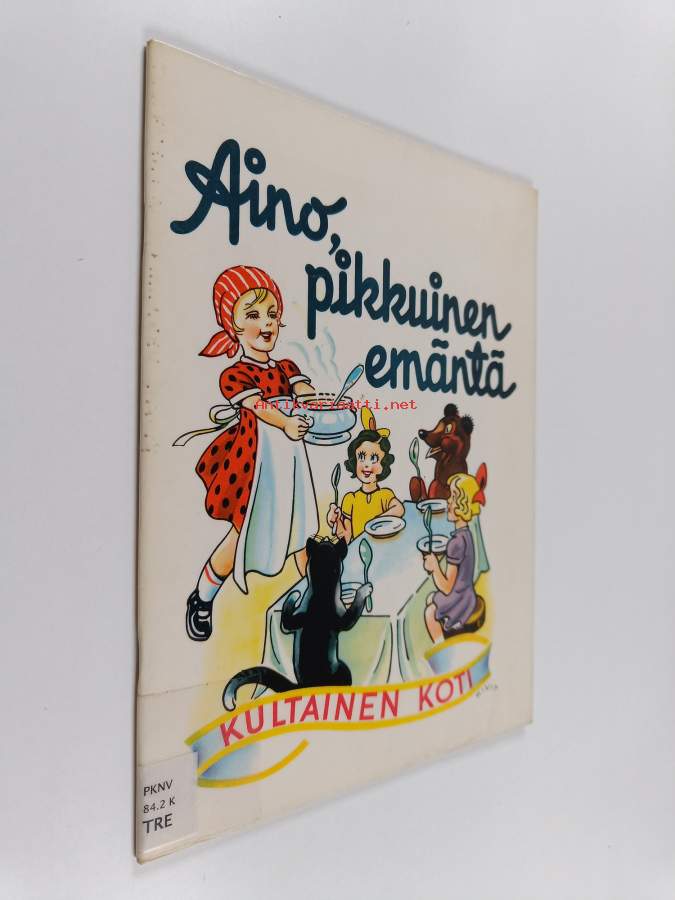 Aino,
pikkuinen
emäntä
Antikvariaatti.net
KULTAINEN KOTI
PKNV
84.2 K
TRE